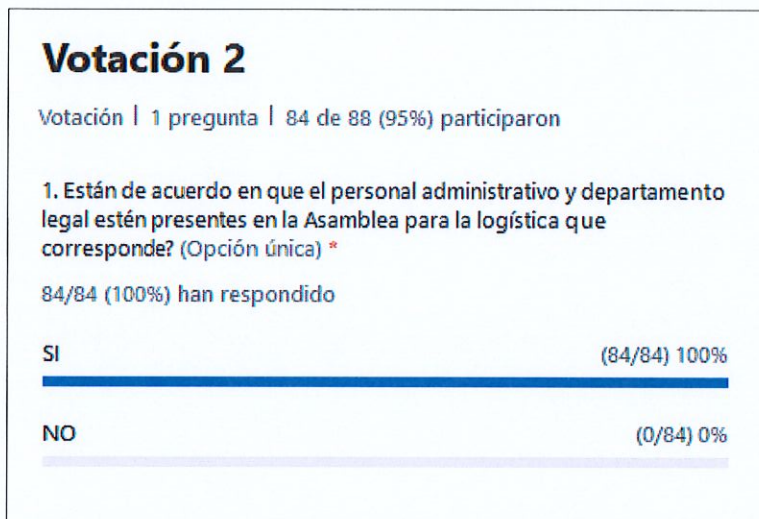 Votación 2
Votación | 1 pregunta | 84 de 88 (95%) participaron
1. Están de acuerdo en que el personal administrativo y departamento
legal estén presentes en la Asamblea para la logística que
corresponde? (Opción única) *
84/84 (100%) han respondido
SI (84/84) 100%
NO (0/84) 0%